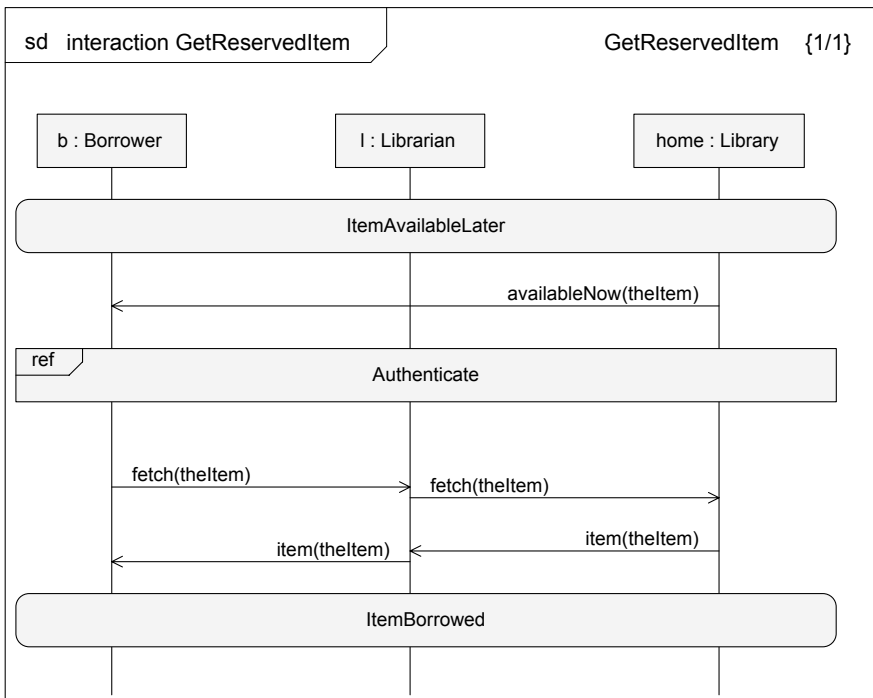 sd interaction GetReservedItem
GetReservedItem {1/1}
b : Borrower
l : Librarian
home : Library
ItemAvailableLater
availableNow(theItem)
ref
Authenticate
fetch(theItem)
fetch(theItem)
item(theItem)
item(theItem)
ItemBorrowed